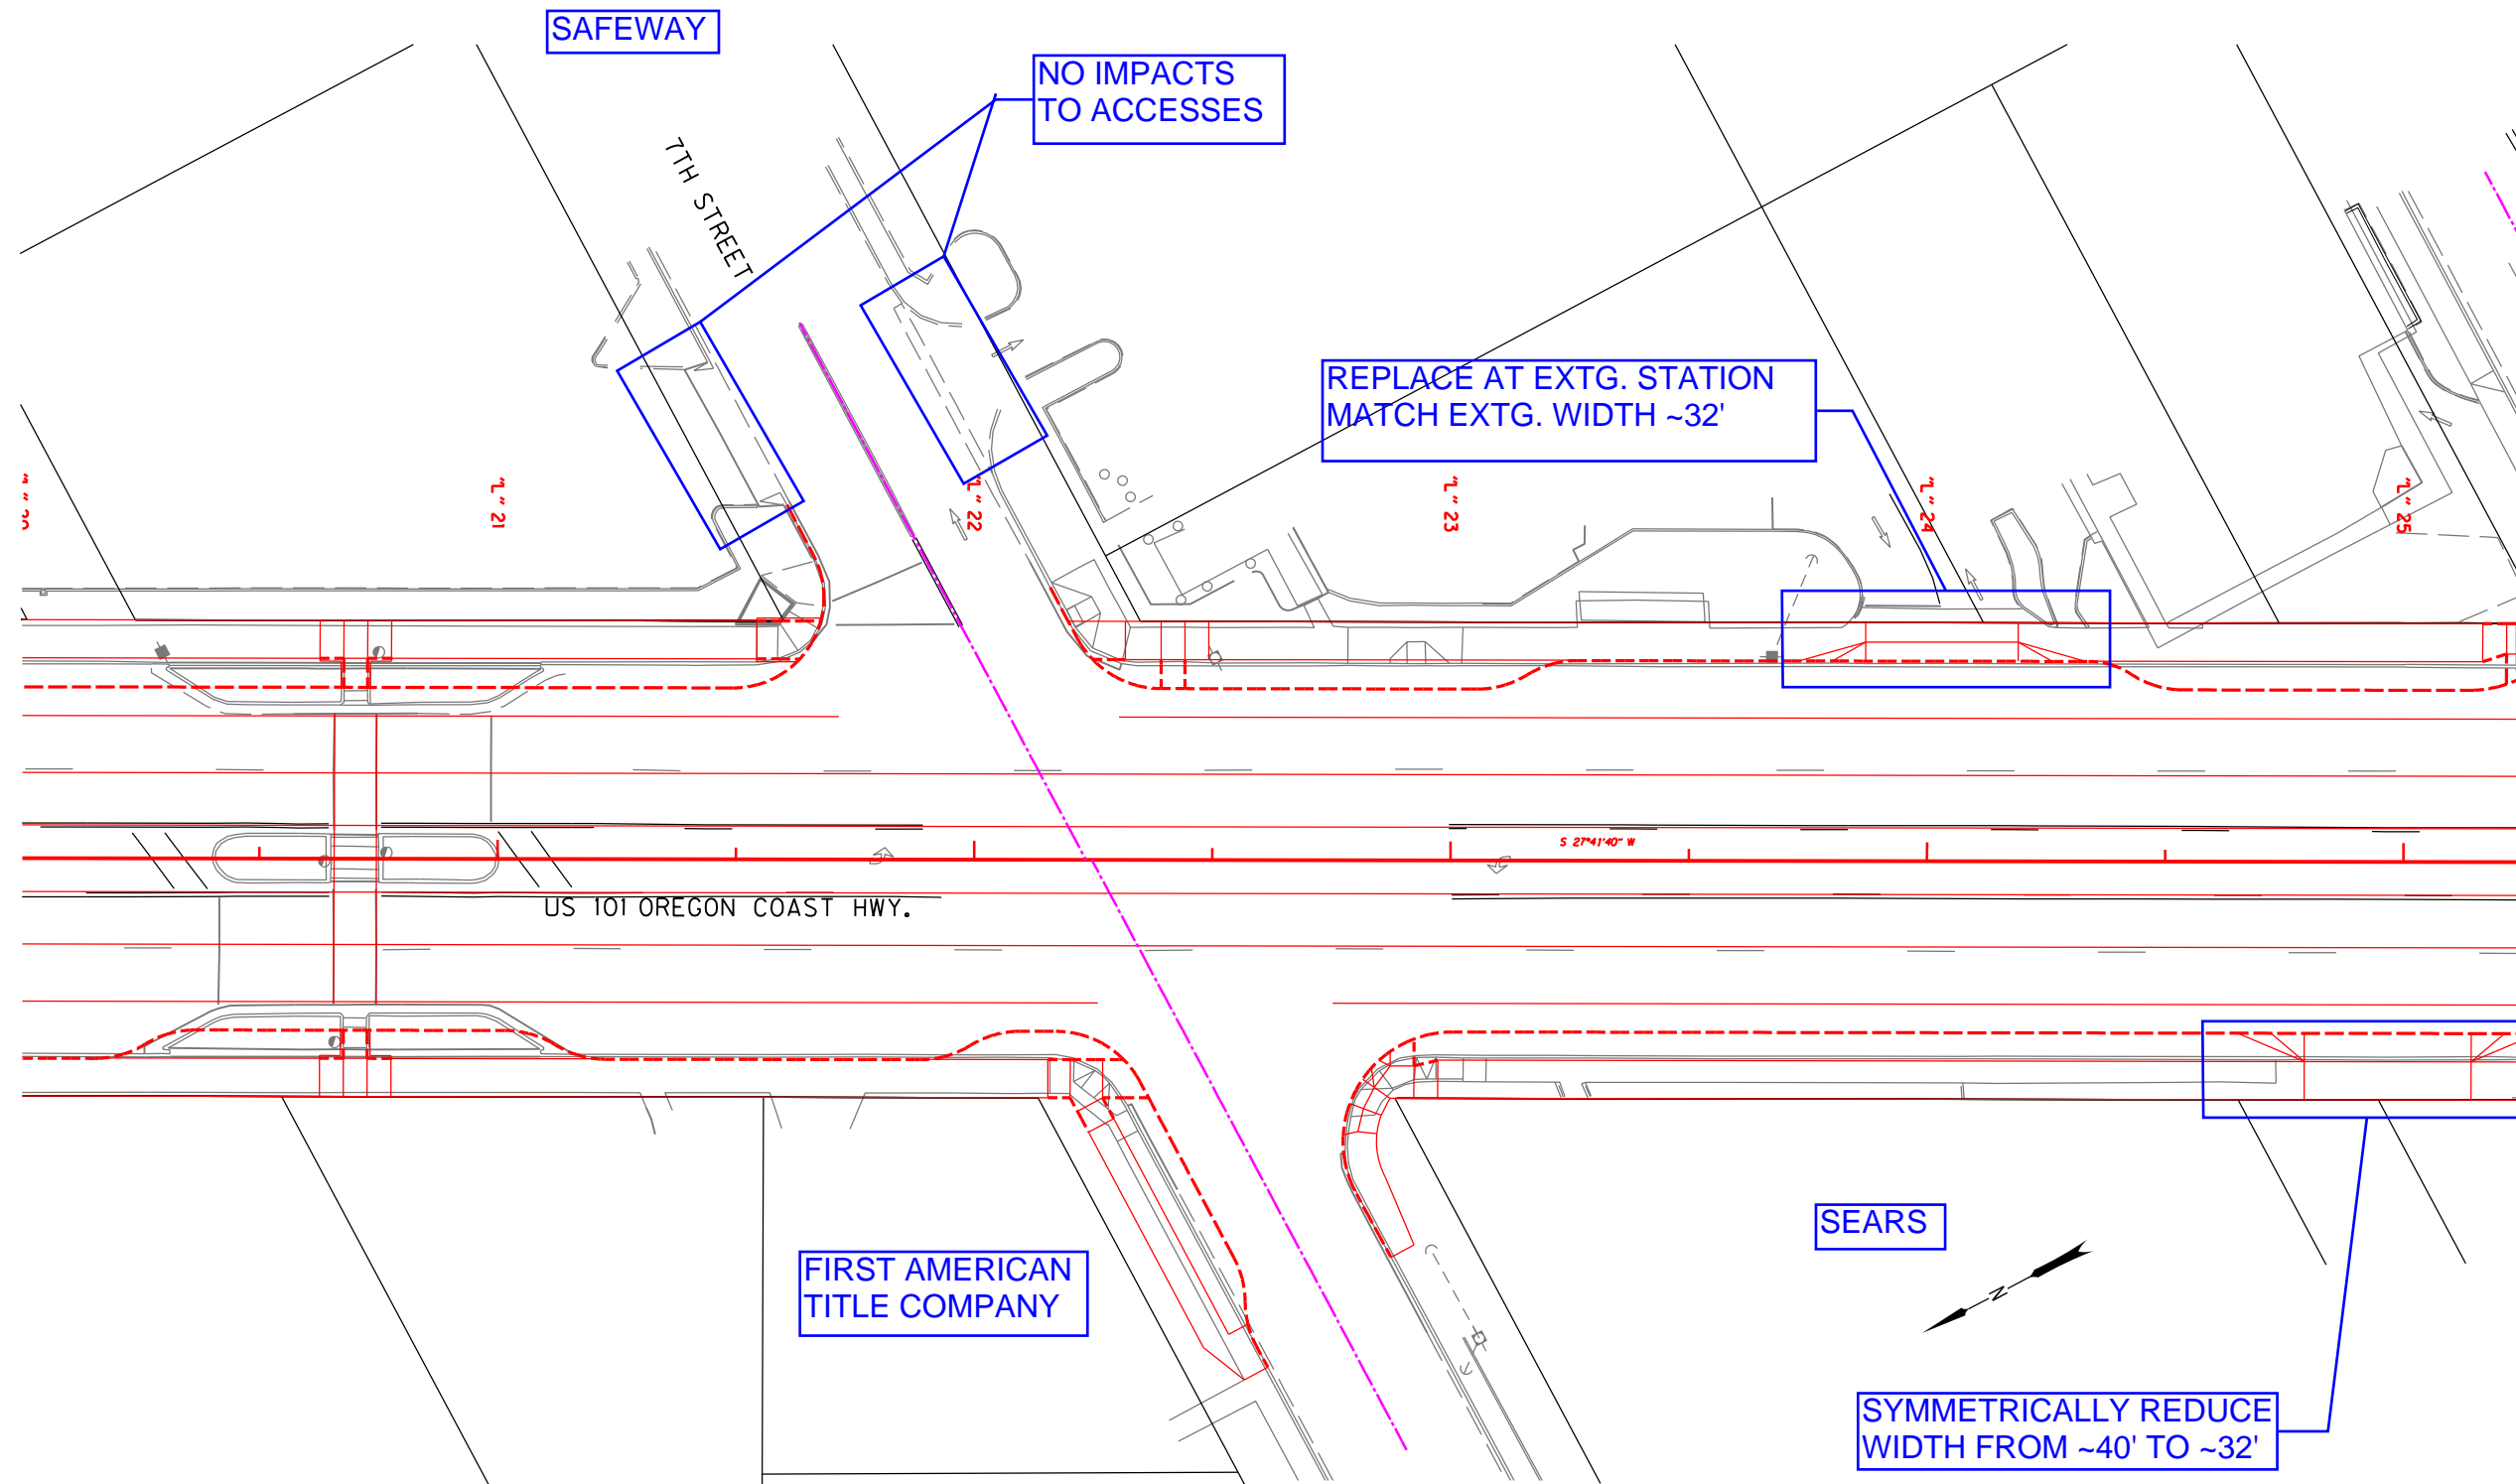 SAFEWAY
NO IMPACTS
TO ACCESSES
7TH STREET
REPLACE AT EXTG. STATION
MATCH EXTG. WIDTH ~32'
"L" 21
"L" 22
"L" 23
"L" 24
"L" 25
S 27°41'40" W
US 101 OREGON COAST HWY.
SEARS
FIRST AMERICAN
TITLE COMPANY
N
SYMMETRICALLY REDUCE
WIDTH FROM ~40' TO ~32'